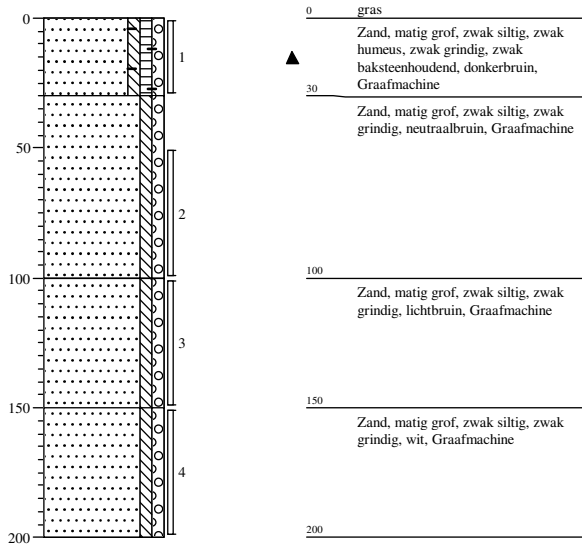 0
50
100
150
200
1
2
3
4
0
gras
Zand, matig grof, zwak siltig, zwak
humeus, zwak grindig, zwak
baksteenhoudend, donkerbruin,
Graafmachine
30
Zand, matig grof, zwak siltig, zwak
grindig, neutraalbruin, Graafmachine
100
Zand, matig grof, zwak siltig, zwak
grindig, lichtbruin, Graafmachine
150
Zand, matig grof, zwak siltig, zwak
grindig, wit, Graafmachine
200